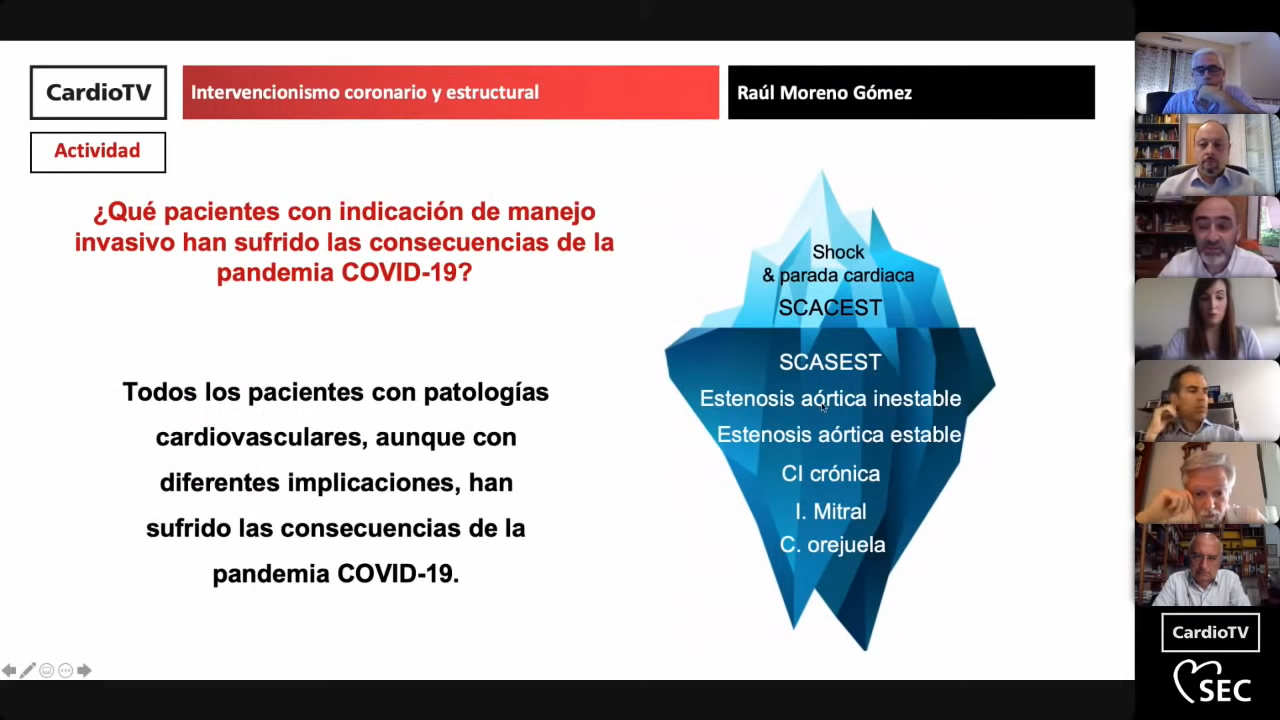 CardioTV
Intervencionismo coronario y estructural
Raúl Moreno Gómez
Actividad
¿Qué pacientes con indicación de manejo
invasivo han sufrido las consecuencias de la
pandemia COVID-19?
Todos los pacientes con patologías
cardiovasculares, aunque con
diferentes implicaciones, han
sufrido las consecuencias de la
pandemia COVID-19.
Shock
& parada cardiaca
SCACEST
SCASEST
Estenosis aórtica inestable
Estenosis aórtica estable
CI crónica
I. Mitral
C. orejuela
CardioTV
SEC